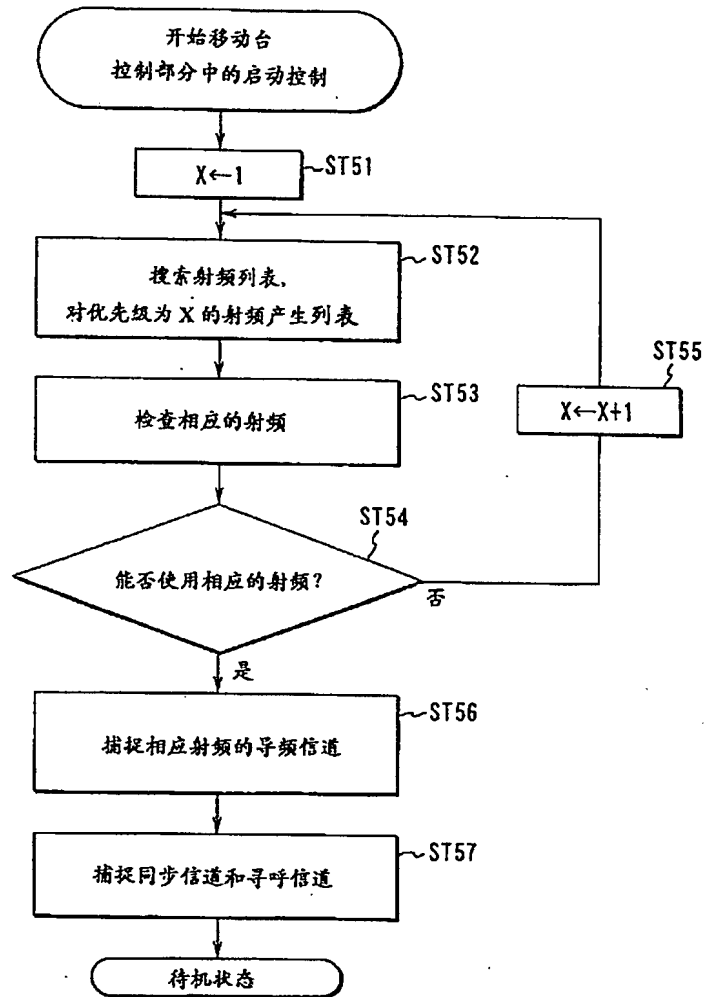 开始移动台
控制部分中的启动控制
X←1
ST51
搜索射频列表,
对优先级为 X 的射频产生列表
ST52
检查相应的射频
ST53
X←X+1
ST55
能否使用相应的射频?
ST54
否
是
捕捉相应射频的导频信道
ST56
捕捉同步信道和寻呼信道
ST57
待机状态